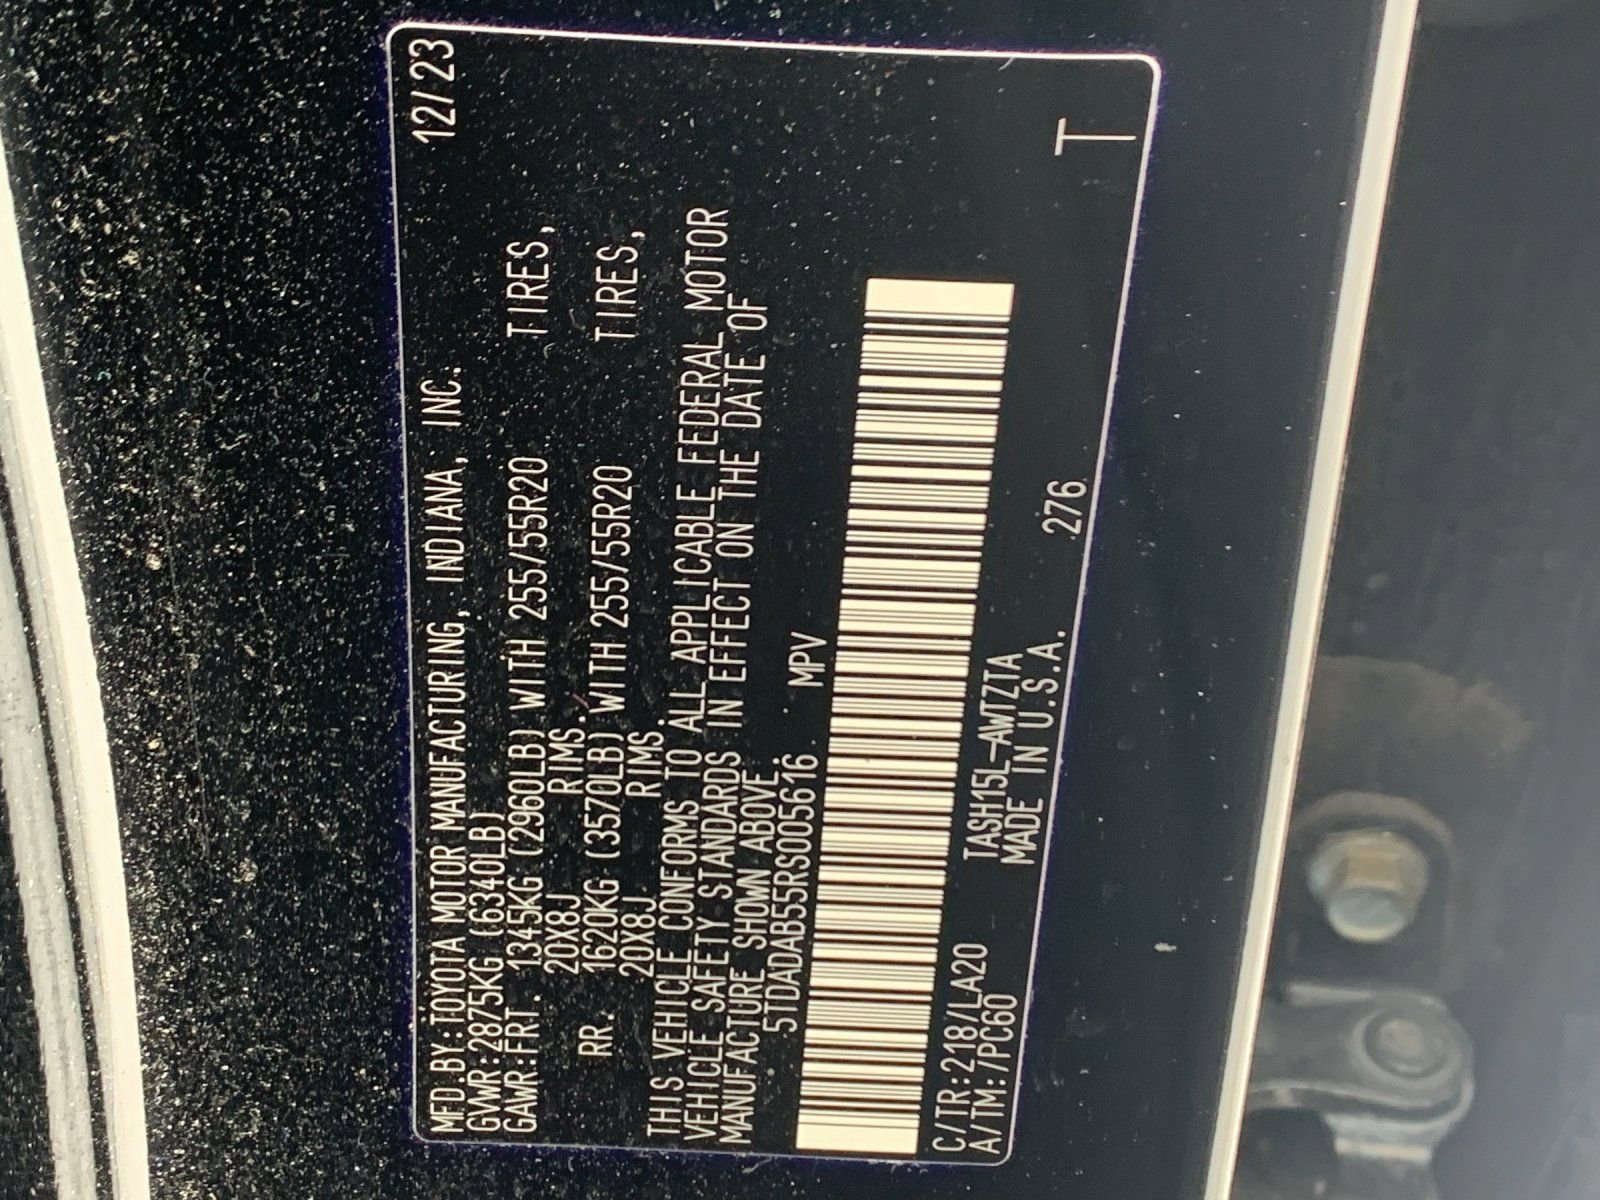 MFD.BY:TOYOTA MOTOR MANUFACTURING, INDIANA, INC. 12/23
GVWR:2875KG (6340LB)
GAWR:FRT. 1345KG (2960LB) WITH 255/55R20 TIRES,
20X8J RIMS.
RR. 1620KG (3570LB) WITH 255/55R20 TIRES,
20X8J RIMS.
THIS VEHICLE CONFORMS TO ALL APPLICABLE FEDERAL MOTOR
VEHICLE SAFETY STANDARDS IN EFFECT ON THE DATE OF
MANUFACTURE SHOWN ABOVE.
5TDADAB55RS005616 MPV
C/TR:218/LA20 TASH15L-AWTZTA
A/TM:/PC60 MADE IN U.S.A. 276 T